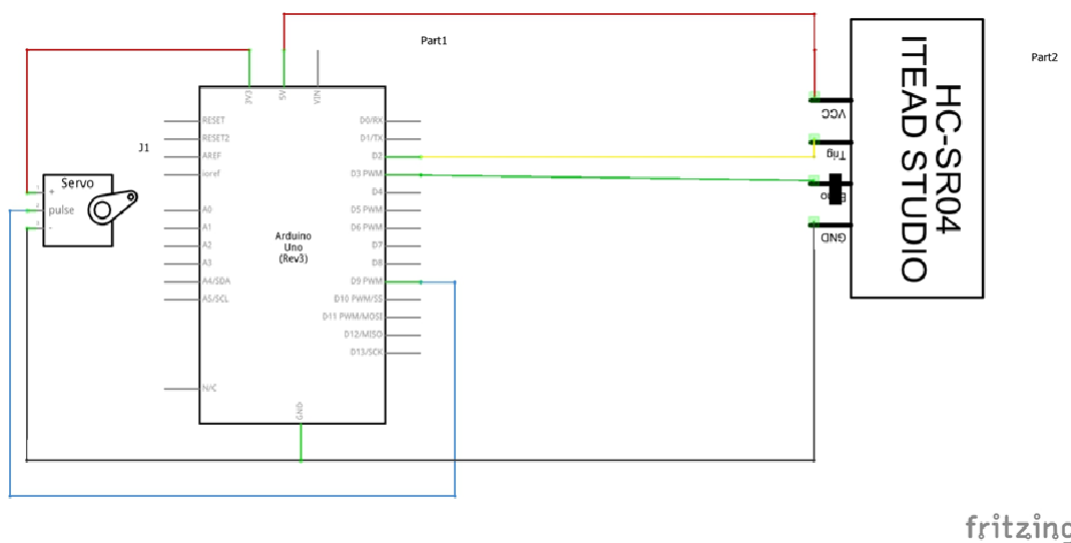 Part1
Part2
3V3
5V
VIN
RESET
RESET2
AREF
ioref
A0
A1
A2
A3
A4/SDA
A5/SCL
N/C
D0/RX
D1/TX
D2
D3 PWM
D4
D5 PWM
D6 PWM
D7
D8
D9 PWM
D10 PWM/SS
D11 PWM/MOSI
D12/MISO
D13/SCK
GND
Arduino
Uno
(Rev3)
J1
Servo
1
+
2
pulse
3
-
VCC
Trig
GND
HC-SR04
ITEAD STUDIO
fritzing